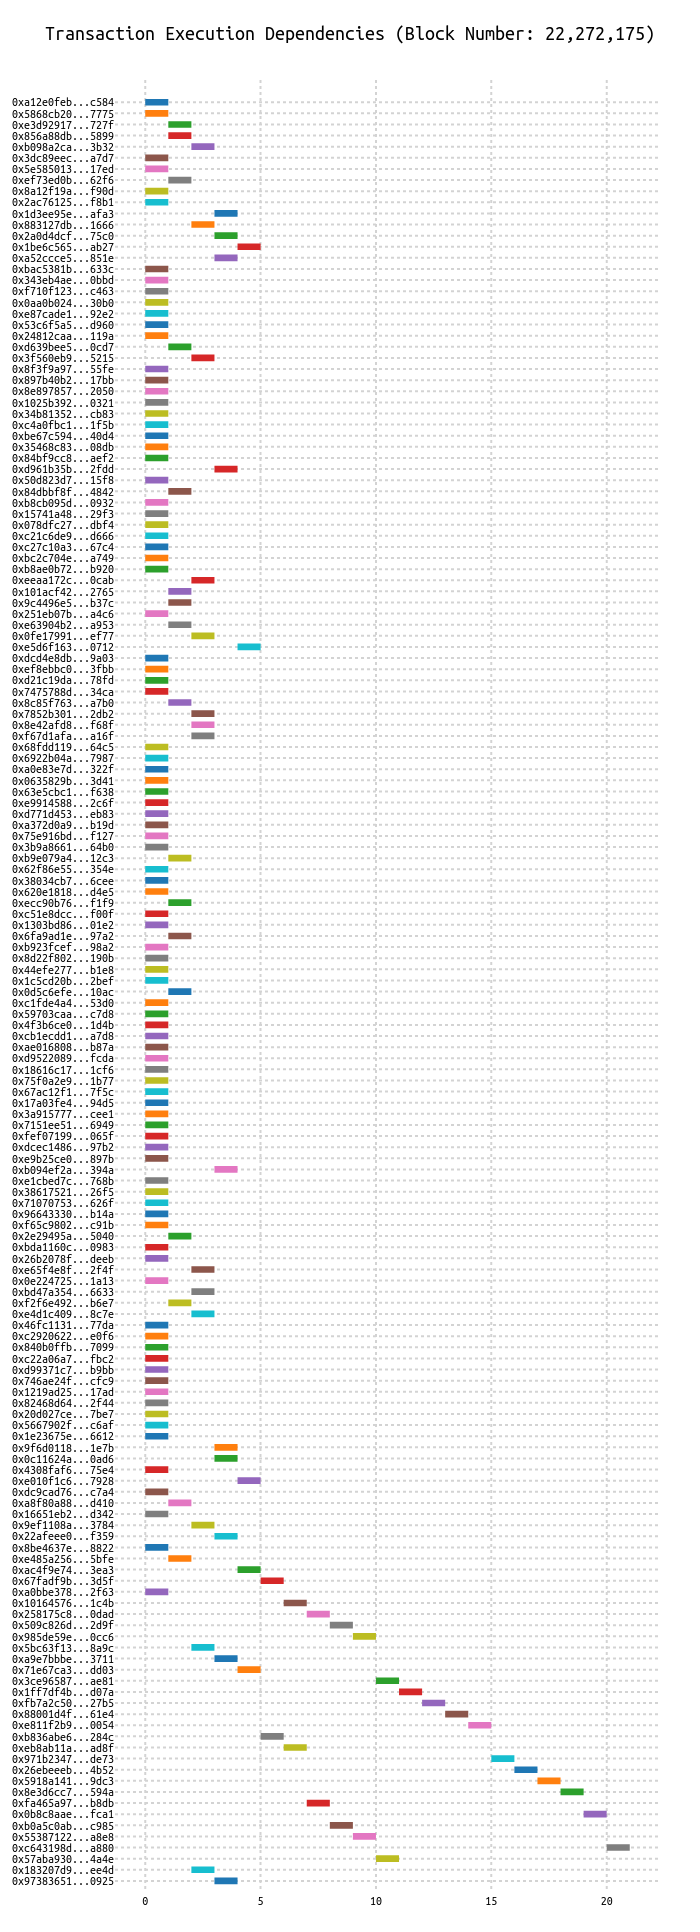 Transaction Execution Dependencies (Block Number: 22,272,175)
0xa12e0feb...c584
0x5868cb20...7775
0xe3d92917...727f
0x856a88db...5899
0xb098a2ca...3b32
0x3dc89eec...a7d7
0x5e585013...17ed
0xef73ed0b...62f6
0x8a12f19a...f90d
0x2ac76125...f8b1
0x1d3ee95e...afa3
0x883127db...1666
0x2a0d4dcf...75c0
0x1be6c565...ab27
0xa52ccce5...851e
0xbac5381b...633c
0x343eb4ae...0bbd
0xf710f123...c463
0x0aa0b024...30b0
0xe87cade1...92e2
0x53c6f5a5...d960
0x24812caa...119a
0xd639bee5...0cd7
0x3f560eb9...5215
0x8f3f9a97...55fe
0x897b40b2...17bb
0x8e897857...2050
0x1025b392...0321
0x34b81352...cb83
0xc4a0fbc1...1f5b
0xbe67c594...40d4
0x35468c83...08db
0x84bf9cc8...aef2
0xd961b35b...2fdd
0x50d823d7...15f8
0x84dbbf8f...4842
0xb8cb095d...0932
0x15741a48...29f3
0x078dfc27...dbf4
0xc21c6de9...d666
0xc27c10a3...67c4
0xbc2c704e...a749
0xb8ae0b72...b920
0xeeaa172c...0cab
0x101acf42...2765
0x9c4496e5...b37c
0x251eb07b...a4c6
0xe63904b2...a953
0x0fe17991...ef77
0xe5d6f163...0712
0xdcd4e8db...9a03
0xef8ebbc0...3fbb
0xd21c19da...78fd
0x7475788d...34ca
0x8c85f763...a7b0
0x7852b301...2db2
0x8e42afd8...f68f
0xf67d1afa...a16f
0x68fdd119...64c5
0x6922b04a...7987
0xa0e83e7d...322f
0x0635829b...3d41
0x63e5cbc1...f638
0xe9914588...2c6f
0xd771d453...eb83
0xa372d0a9...b19d
0x75e916bd...f127
0x3b9a8661...64b0
0xb9e079a4...12c3
0x62f86e55...354e
0x38034cb7...6cee
0x620e1818...d4e5
0xecc90b76...f1f9
0xc51e8dcc...f00f
0x1303bd86...01e2
0x6fa9ad1e...97a2
0xb923fcef...98a2
0x8d22f802...190b
0x44efe277...b1e8
0x1c5cd20b...2bef
0x0d5c6efe...10ac
0xc1fde4a4...53d0
0x59703caa...c7d8
0x4f3b6ce0...1d4b
0xcb1ecdd1...a7d8
0xae016808...b87a
0xd9522089...fcda
0x18616c17...1cf6
0x75f0a2e9...1b77
0x67ac12f1...7f5c
0x17a03fe4...94d5
0x3a915777...cee1
0x7151ee51...6949
0xfef07199...065f
0xdcec1486...97b2
0xe9b25ce0...897b
0xb094ef2a...394a
0xe1cbed7c...768b
0x38617521...26f5
0x71070753...626f
0x96643330...b14a
0xf65c9802...c91b
0x2e29495a...5040
0xbda1160c...0983
0x26b2078f...deeb
0xe65f4e8f...2f4f
0x0e224725...1a13
0xbd47a354...6633
0xf2f6e492...b6e7
0xe4d1c409...8c7e
0x46fc1131...77da
0xc2920622...e0f6
0x840b0ffb...7099
0xc22a06a7...fbc2
0xd99371c7...b9bb
0x746ae24f...cfc9
0x1219ad25...17ad
0x82468d64...2f44
0x20d027ce...7be7
0x5667902f...c6af
0x1e23675e...6612
0x9f6d0118...1e7b
0x0c11624a...0ad6
0x4308faf6...75e4
0xe010f1c6...7928
0xdc9cad76...c7a4
0xa8f80a88...d410
0x16651eb2...d342
0x9ef1108a...3784
0x22afeee0...f359
0x8be4637e...8822
0xe485a256...5bfe
0xac4f9e74...3ea3
0x67fadf9b...3d5f
0xa0bbe378...2f63
0x10164576...1c4b
0x258175c8...0dad
0x509c826d...2d9f
0x985de59e...0cc6
0x5bc63f13...8a9c
0xa9e7bbbe...3711
0x71e67ca3...dd03
0x3ce96587...ae81
0x1ff7df4b...d07a
0xfb7a2c50...27b5
0x88001d4f...61e4
0xe811f2b9...0054
0xb836abe6...284c
0xeb8ab11a...ad8f
0x971b2347...de73
0x26ebeeeb...4b52
0x5918a141...9dc3
0x8e3d6cc7...594a
0xfa465a97...b8db
0x0b8c8aae...fca1
0xb0a5c0ab...c985
0x55387122...a8e8
0xc643198d...a880
0x57aba930...4a4e
0x183207d9...ee4d
0x97383651...0925
0 5 10 15 20